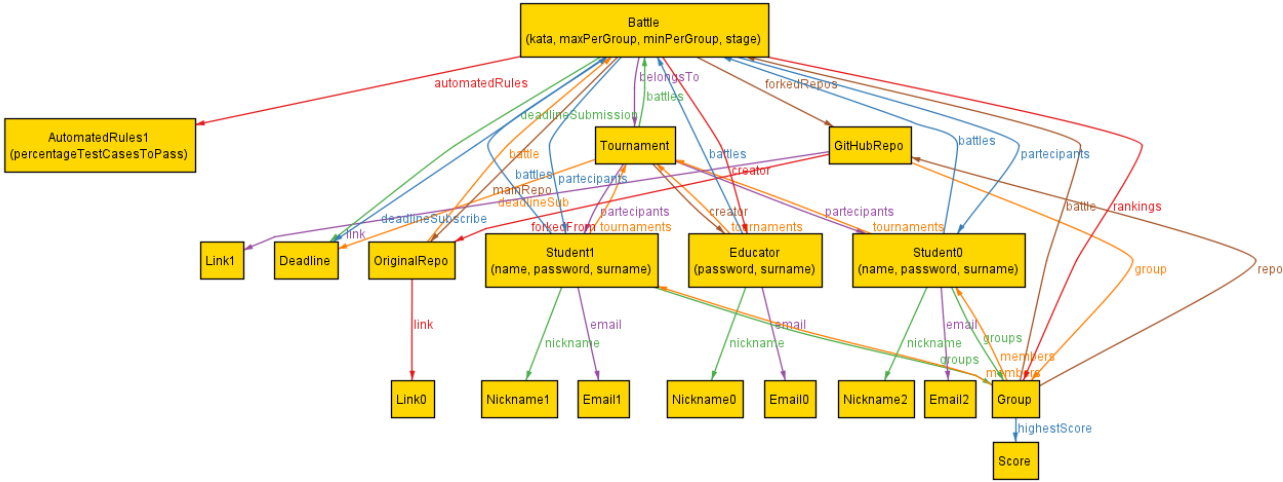 Battle
(kata, maxPerGroup, minPerGroup, stage)
belongsTo
forkedRepos
automatedRules
battles
deadlineSubmission
AutomatedRules1
(percentageTestCasesToPass)
Tournament
GitHubRepo
battle
battles
battles
partecipants
creator
battles
partecipants
mainRepo
deadlineSub
battle
rankings
deadlineSubscribe
partecipants
creator
partecipants
link
forkedFrom
tournaments
tournaments
tournaments
Link1
Deadline
OriginalRepo
Student1
(name, password, surname)
Educator
(password, surname)
Student0
(name, password, surname)
group
repo
link
nickname
email
nickname
email
nickname
email
groups
groups
members
members
Link0
Nickname1
Email1
Nickname0
Email0
Nickname2
Email2
Group
highestScore
Score